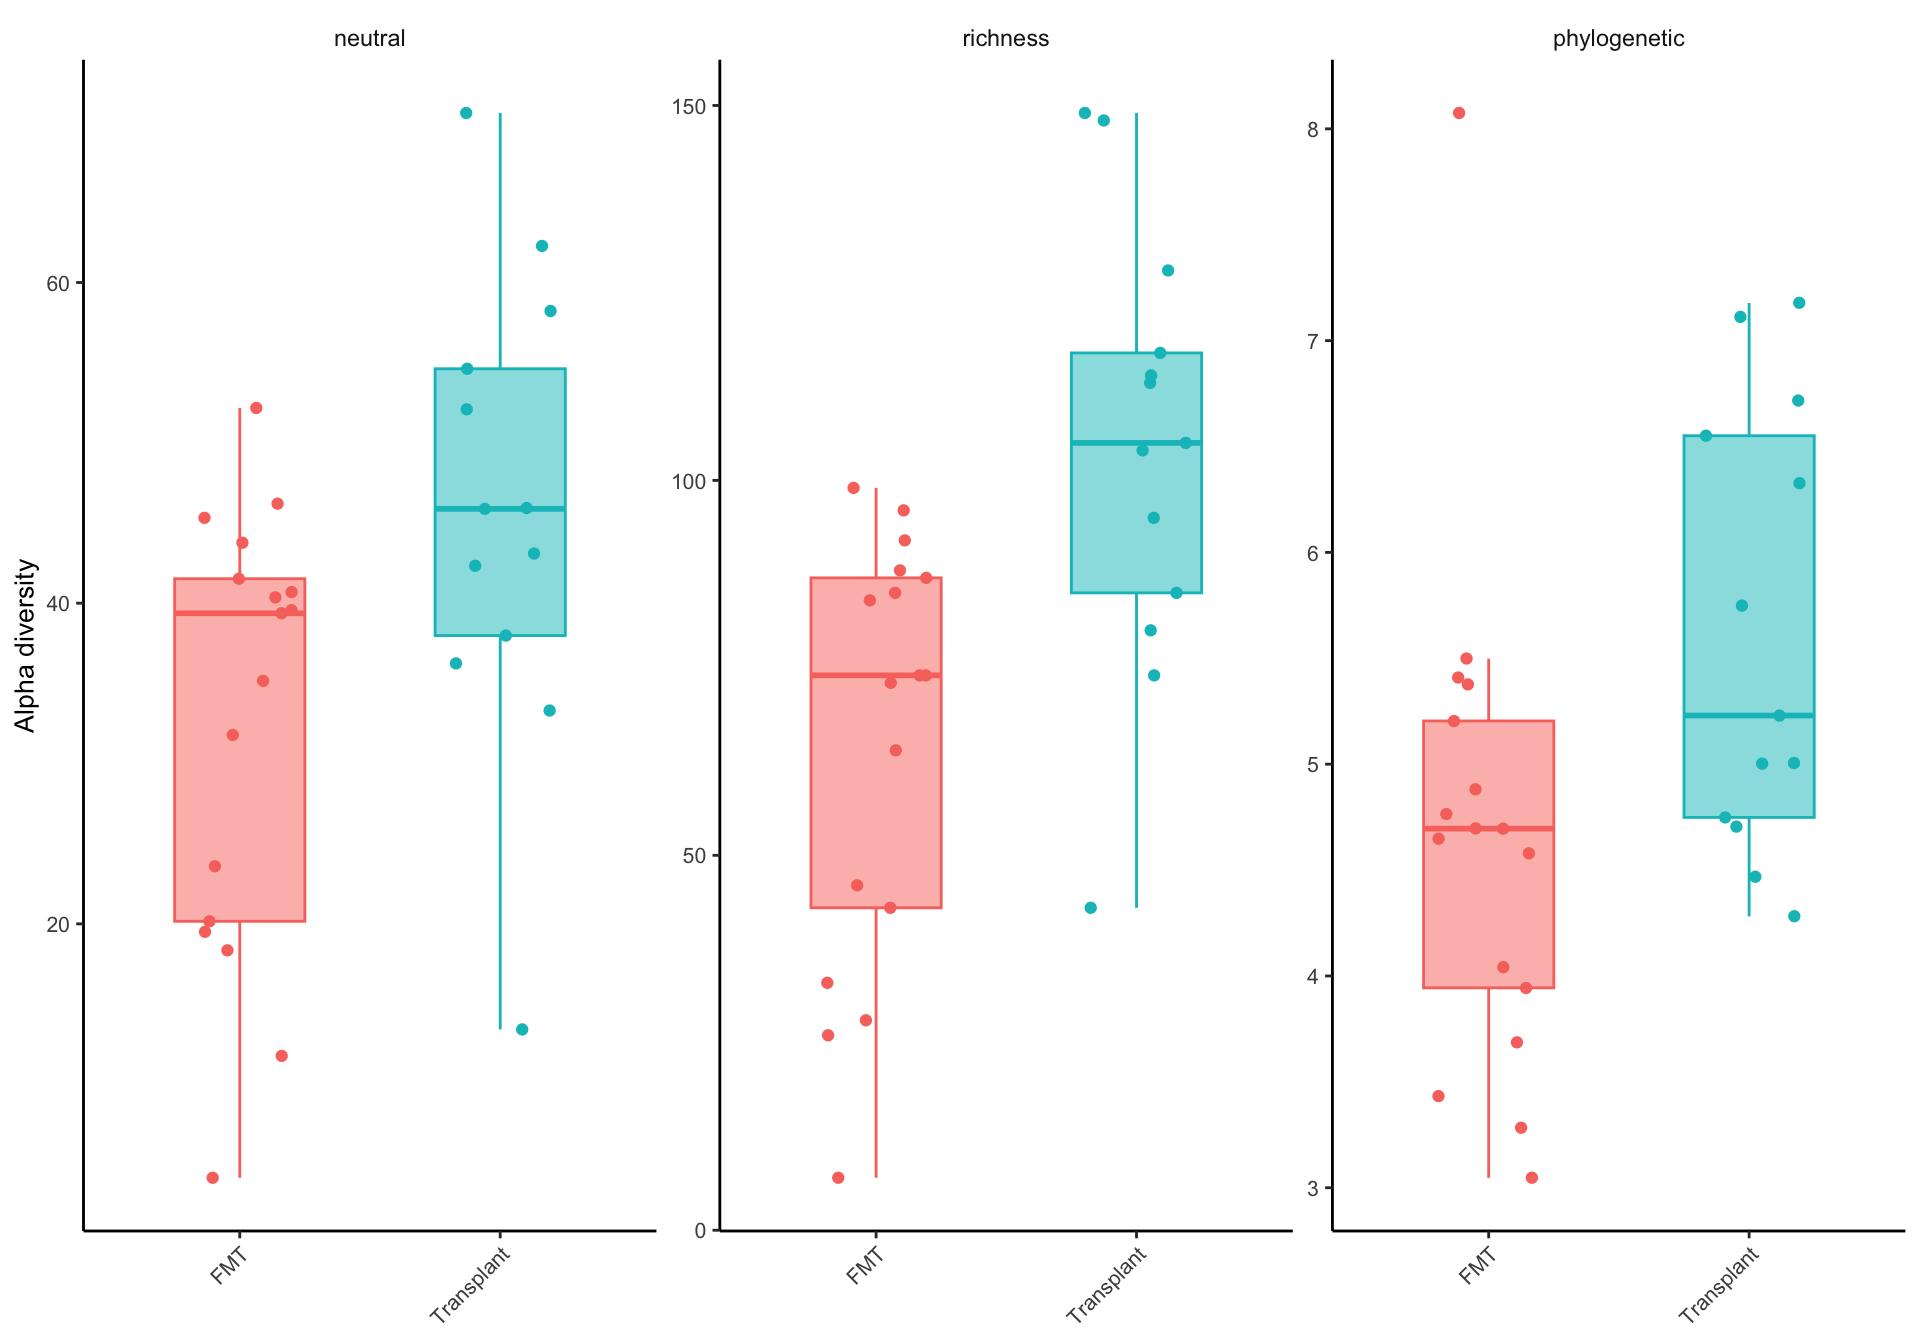 neutral
richness
phylogenetic
Alpha diversity
60
40
20
FMT
Transplant
150
100
50
0
FMT
Transplant
8
7
6
5
4
3
FMT
Transplant